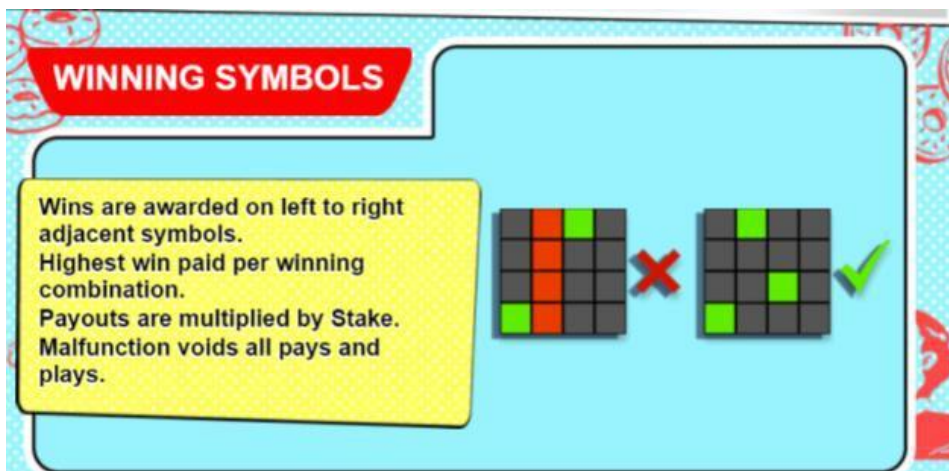 WINNING SYMBOLS
Wins are awarded on left to right
adjacent symbols.
Highest win paid per winning
combination.
Payouts are multiplied by Stake.
Malfunction voids all pays and
plays.